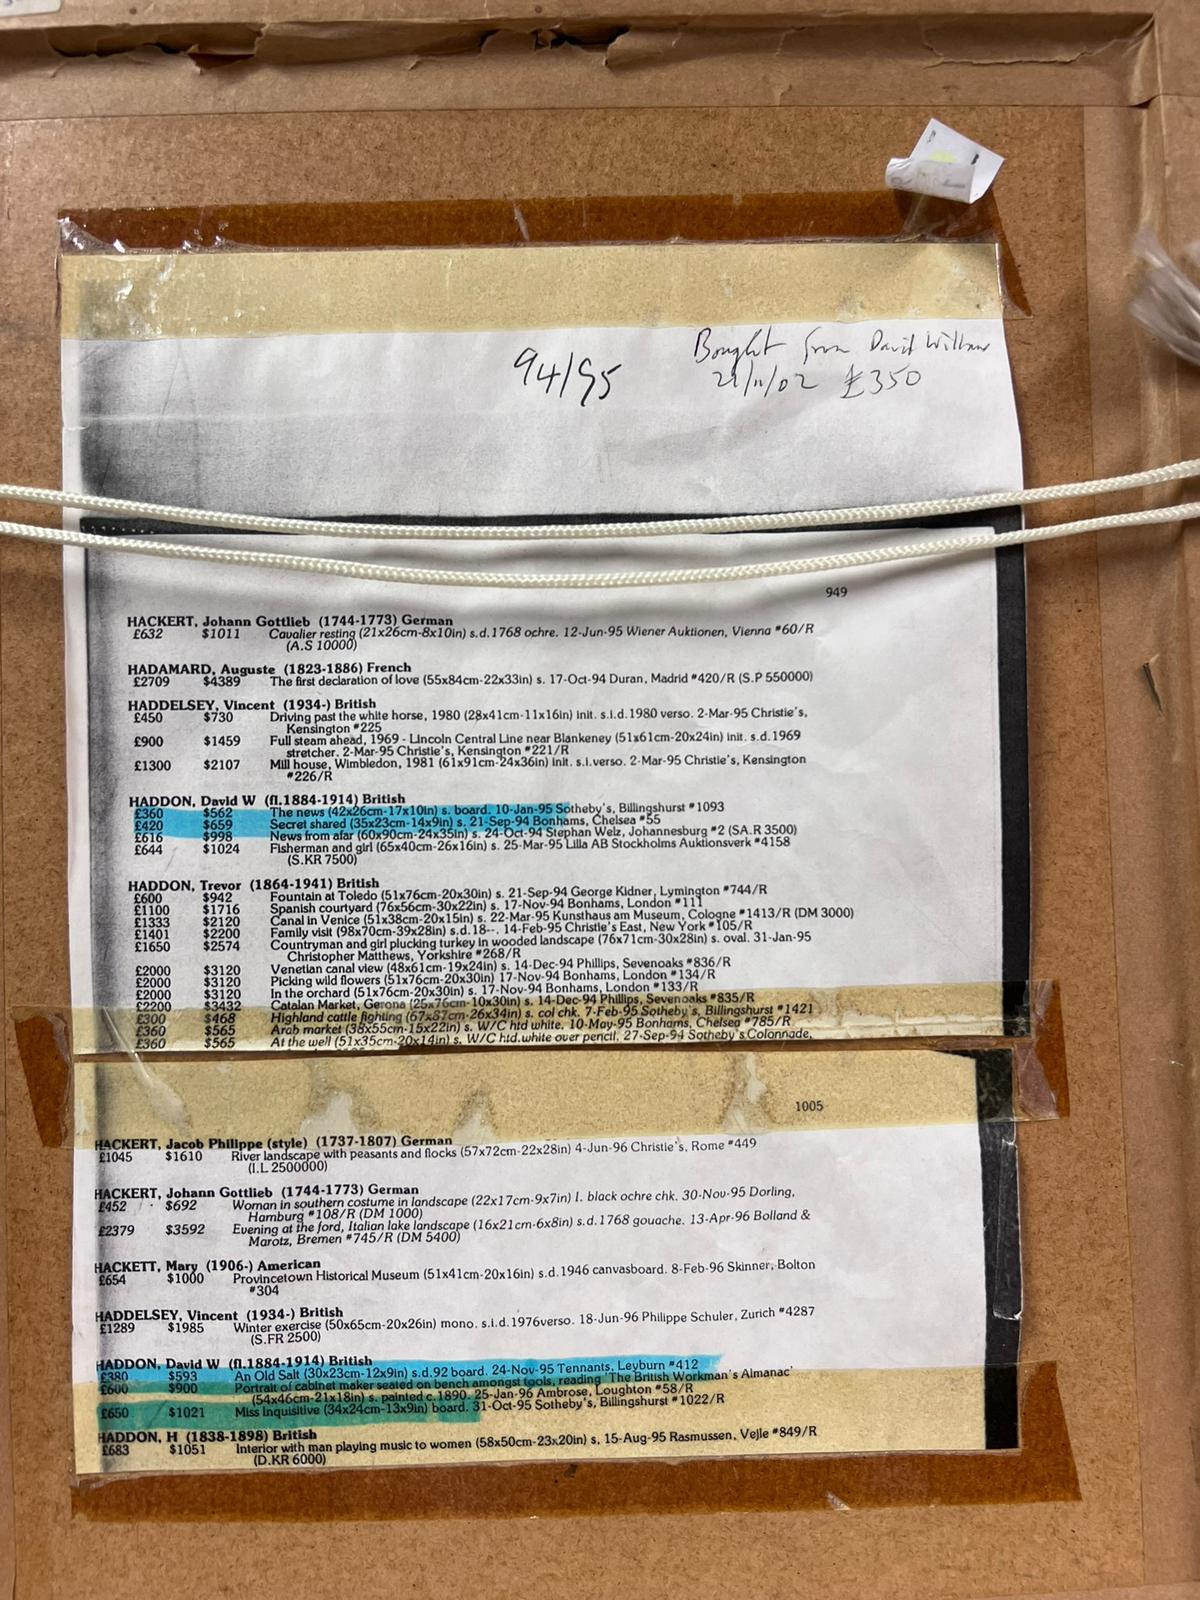 94/95
Bought from David
21/11/02 £350
949
HACKERT, Johann Gottlieb (1744-1773) German
£632 $1011 Cavalier resting (21x26cm-8x10in) s.d.1768 ochre. 12-Jun-95 Wiener Auktionen, Vienna #60/R
(A.S 10000)
HADAMARD, Auguste (1823-1886) French
£2709 $4389 The first declaration of love (55x84cm-22x33in) s. 17-Oct-94 Duran, Madrid #420/R (S.P 550000)
HADDELSEY, Vincent (1934-) British
£450 $730 Driving past the white horse, 1980 (28x41cm-11x16in) init. s.i.d.1980 verso. 2-Mar-95 Christie's,
Kensington #225
£900 $1459 Full steam ahead, 1969 - Lincoln Central Line near Blankeney (51x61cm-20x24in) init. s.d.1969
stretcher. 2-Mar-95 Christie's, Kensington #221/R
£1300 $2107 Mill house, Wimbledon, 1981 (61x91cm-24x36in) init. s.i.verso. 2-Mar-95 Christie's, Kensington
#226/R
HADDON, David W (fl.1884-1914) British
£360 $562 The news (42x26cm-17x10in) s. board. 10-Jan-95 Sotheby's, Billingshurst #1093
£420 $659 Secret shared (35x23cm-14x9in) s. 21-Sep-94 Bonhams, Chelsea #55
£616 $998 News from afar (60x90cm-24x35in) s. 24-Oct-94 Stephan Welz, Johannesburg #2 (SA.R 3500)
£644 $1024 Fisherman and girl (65x40cm-26x16in) s. 25-Mar-95 Lilla AB Stockholms Auktionsverk #4158
(S.KR 7500)
HADDON, Trevor (1864-1941) British
£600 $942 Fountain at Toledo (51x76cm-20x30in) s. 21-Sep-94 George Kidner, Lymington #744/R
£1100 $1716 Spanish courtyard (76x56cm-30x22in) s. 17-Nov-94 Bonhams, London #111
£1333 $2120 Canal in Venice (51x38cm-20x15in) s. 22-Mar-95 Kunsthaus am Museum, Cologne #1413/R (DM 3000)
£1401 $2200 Family visit (98x70cm-39x28in) s.d.18--. 14-Feb-95 Christie's East, New York #105/R
£1650 $2574 Countryman and girl plucking turkey in wooded landscape (76x71cm-30x28in) s. oval. 31-Jan-95
Christopher Matthews, Yorkshire #268/R
£2000 $3120 Venetian canal view (48x61cm-19x24in) s. 14-Dec-94 Phillips, Sevenoaks #836/R
£2000 $3120 Picking wild flowers (51x76cm-20x30in) 17-Nov-94 Bonhams, London #134/R
£2000 $3120 In the orchard (51x76cm-20x30in) s. 17-Nov-94 Bonhams, London #133/R
£2200 $3432 Catalan Market, Gerona (25x76cm-10x30in) s. 14-Dec-94 Phillips, Sevenoaks #835/R
£300 $468 Highland cattle fighting (67x87cm-26x34in) s. col chk. 7-Feb-95 Sotheby's, Billingshurst #1421
£360 $565 Arab market (38x55cm-15x22in) s. W/C htd white. 10-May-95 Bonhams, Chelsea #785/R
£360 $565 At the well (51x35cm-20x14in) s. W/C htd.white over pencil. 27-Sep-94 Sotheby's Colonnade,
1005
HACKERT, Jacob Philippe (style) (1737-1807) German
£1045 $1610 River landscape with peasants and flocks (57x72cm-22x28in) 4-Jun-96 Christie's, Rome #449
(I.L 2500000)
HACKERT, Johann Gottlieb (1744-1773) German
£452 $692 Woman in southern costume in landscape (22x17cm-9x7in) I. black ochre chk. 30-Nov-95 Dorling,
Hamburg #108/R (DM 1000)
£2379 $3592 Evening at the ford, Italian lake landscape (16x21cm-6x8in) s.d.1768 gouache. 13-Apr-96 Bolland &
Marotz, Bremen #745/R (DM 5400)
HACKETT, Mary (1906-) American
£654 $1000 Provincetown Historical Museum (51x41cm-20x16in) s.d.1946 canvasboard. 8-Feb-96 Skinner, Bolton
#304
HADDELSEY, Vincent (1934-) British
£1289 $1985 Winter exercise (50x65cm-20x26in) mono. s.i.d.1976verso. 18-Jun-96 Philippe Schuler, Zurich #4287
(S.FR 2500)
HADDON, David W (fl.1884-1914) British
£380 $593 An Old Salt (30x23cm-12x9in) s.d.92 board. 24-Nov-95 Tennants, Leyburn #412
£600 $900 Portrait of cabinet maker seated on bench amongst tools, reading 'The British Workman's Almanac'
(54x46cm-21x18in) s. painted c.1890. 25-Jan-96 Ambrose, Loughton #58/R
£650 $1021 Miss Inquisitive (34x24cm-13x9in) board. 31-Oct-95 Sotheby's, Billingshurst #1022/R
HADDON, H (1838-1898) British
£683 $1051 Interior with man playing music to women (58x50cm-23x20in) s. 15-Aug-95 Rasmussen, Vejle #849/R
(D.KR 6000)